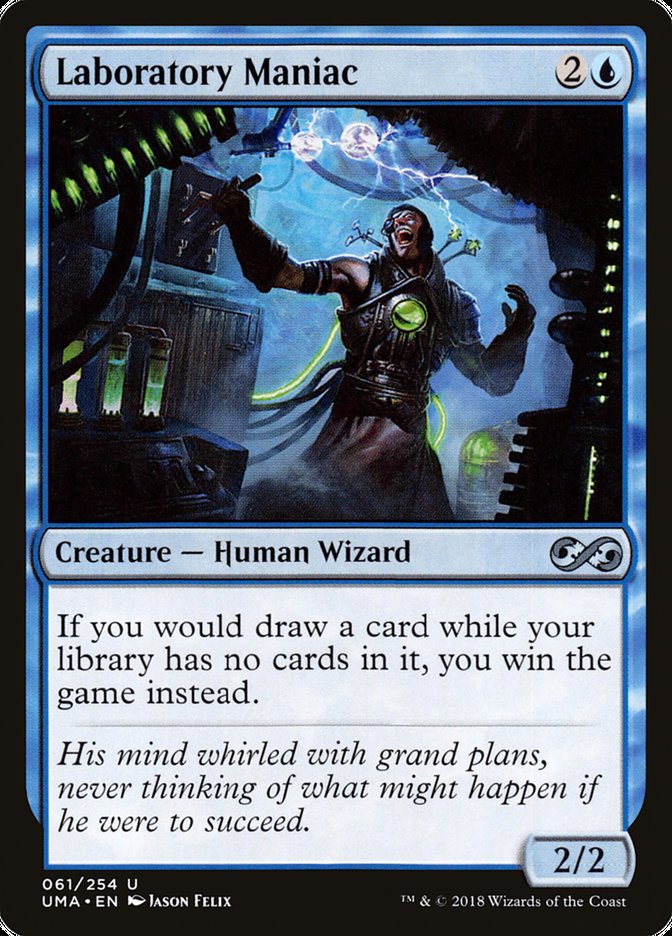 Laboratory Maniac 2
Creature — Human Wizard
If you would draw a card while your
library has no cards in it, you win the
game instead.
His mind whirled with grand plans,
never thinking of what might happen if
he were to succeed.
2/2
061/254 U
UMA • EN Jason Felix ™ & © 2018 Wizards of the Coast